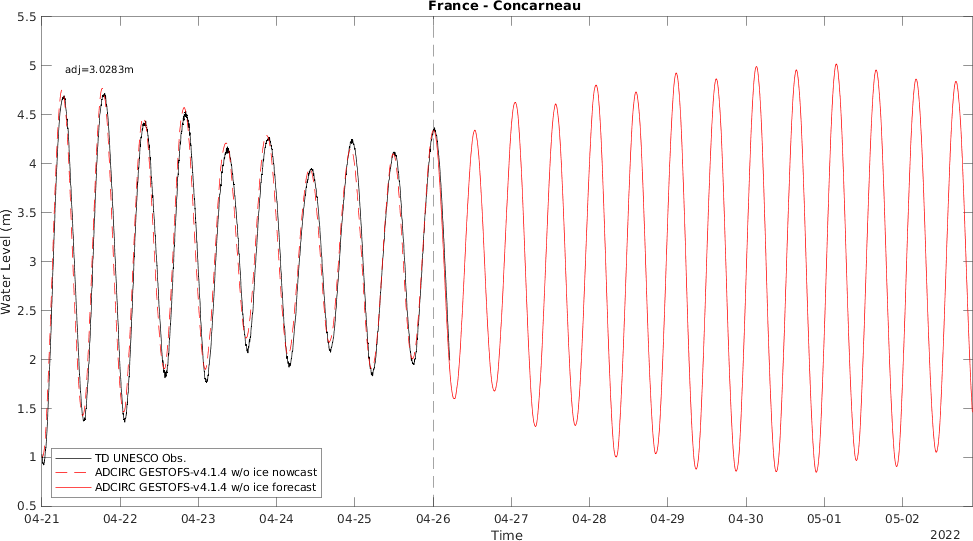 France - Concarneau
adj=3.0283m
5.5
5
4.5
4
3.5
3
2.5
2
1.5
1
0.5
Water Level (m)
TD UNESCO Obs.
ADCIRC GESTOFS-v4.1.4 w/o ice nowcast
ADCIRC GESTOFS-v4.1.4 w/o ice forecast
04-21 04-22 04-23 04-24 04-25 04-26 04-27 04-28 04-29 04-30 05-01 05-02
Time
2022